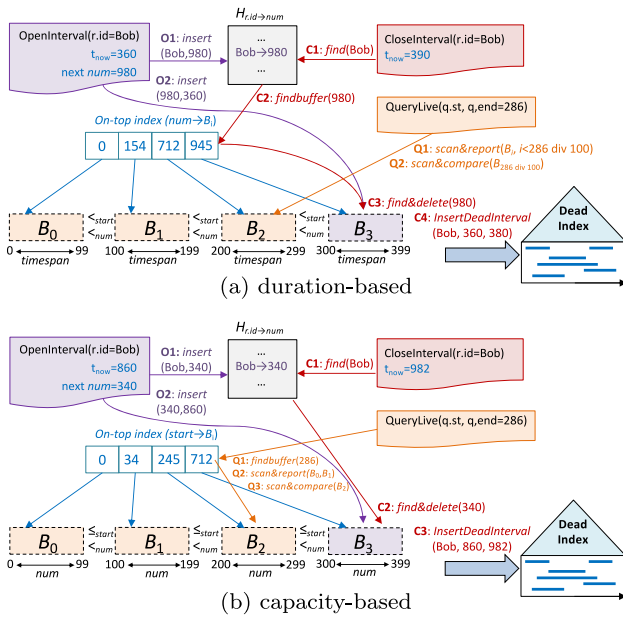 H_{r.id→num}
OpenInterval(r.id=Bob)
t_now=360
next num=980
O1: insert
(Bob,980)
O2: insert
(980,360)
...
Bob→980
...
C1: find(Bob)
CloseInterval(r.id=Bob)
t_now=390
C2: findbuffer(980)
QueryLive(q.st, q,end=286)
On-top index (num→B_i)
0 154 712 945
Q1: scan&report(B_i, i<286 div 100)
Q2: scan&compare(B_{286 div 100})
C3: find&delete(980)
C4: InsertDeadInterval
(Bob, 360, 380)
Dead
Index
B_0 <_start <_num B_1 <_start <_num B_2 <_start <_num B_3
0 99 100 199 200 299 300 399
timespan timespan timespan timespan
(a) duration-based
H_{r.id→num}
OpenInterval(r.id=Bob)
t_now=860
next num=340
O1: insert
(Bob,340)
O2: insert
(340,860)
...
Bob→340
...
C1: find(Bob)
CloseInterval(r.id=Bob)
t_now=982
QueryLive(q.st, q,end=286)
On-top index (start→B_i)
0 34 245 712
Q1: findbuffer(286)
Q2: scan&report(B_0,B_1)
Q3: scan&compare(B_2)
C2: find&delete(340)
C3: InsertDeadInterval
(Bob, 860, 982)
Dead
Index
B_0 ≤_start <_num B_1 ≤_start <_num B_2 ≤_start <_num B_3
0 99 100 199 200 299 300 399
num num num num
(b) capacity-based